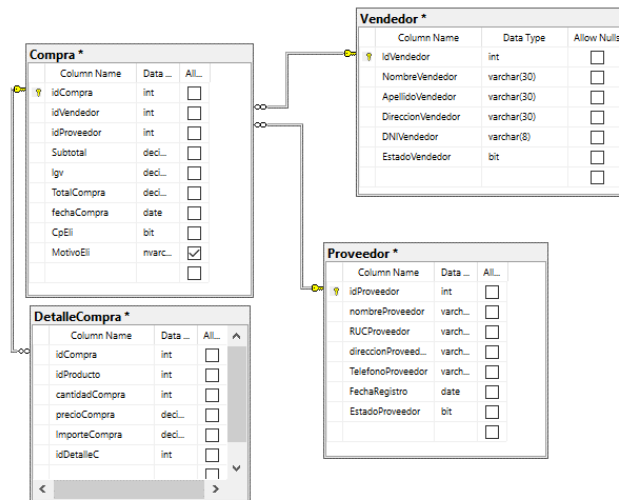 Compra *
Column Name Data ... All...
idCompra int
idVendedor int
idProveedor int
Subtotal deci...
Igv deci...
TotalCompra deci...
fechaCompra date
CpEli bit
MotivoEli nvarc...
Vendedor *
Column Name Data Type Allow Nulls
IdVendedor int
NombreVendedor varchar(30)
ApellidoVendedor varchar(30)
DireccionVendedor varchar(30)
DNIVendedor varchar(8)
EstadoVendedor bit
Proveedor *
Column Name Data ... All...
idProveedor int
nombreProveedor varch...
RUCProveedor varch...
direccionProveed... varch...
TelefonoProveedor varch...
FechaRegistro date
EstadoProveedor bit
DetalleCompra *
Column Name Data ... All...
idCompra int
idProducto int
cantidadCompra int
precioCompra deci...
ImporteCompra deci...
idDetalleC int